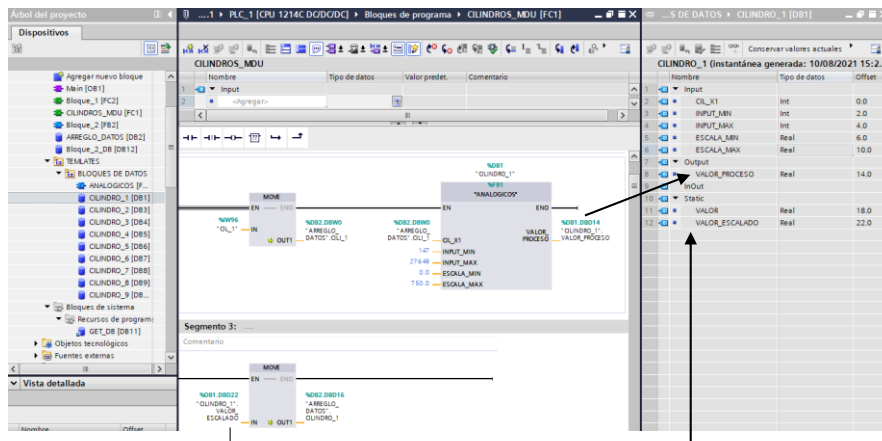 Árbol del proyecto
Dispositivos
Agregar nuevo bloque
Main [OB1]
Bloque_1 [FC2]
CILINDROS_MDU [FC1]
Bloque_2 [FB2]
ARREGLO_DATOS [DB2]
Bloque_2_DB [DB12]
TEMLATES
BLOQUES DE DATOS
ANALOGICOS [F...
CILINDRO_1 [DB1]
CILINDRO_2 [DB3]
CILINDRO_3 [DB4]
CILINDRO_4 [DB5]
CILINDRO_5 [DB6]
CILINDRO_6 [DB7]
CILINDRO_7 [DB8]
CILINDRO_8 [DB9]
CILINDRO_9 [DB...
Bloques de sistema
Recursos de program
GET_DB [DB11]
Objetos tecnológicos
Fuentes externas
Vista detallada
Nombre Offset
....1 PLC_1 [CPU 1214C DC/DC/DC] Bloques de programa CILINDROS_MDU [FC1]
CILINDROS_MDU
Nombre Tipo de datos Valor predet. Comentario
1 Input
2 <Agregar>
MOVE
EN ENO
%IW96
"CIL_1" IN
OUT1
%DB2.DBW0
"ARREGLO_
DATOS".CILI_1
%DB1
"CILINDRO_1"
%FB1
"ANALOGICOS"
EN ENO
%DB2.DBW0
"ARREGLO_
DATOS".CILI_1 CIL_X1
147 INPUT_MIN
27648 INPUT_MAX
0.0 ESCALA_MIN
750.0 ESCALA_MAX
VALOR_
PROCESO
%DB1.DBD14
"CILINDRO_1".
VALOR_PROCESO
Segmento 3: ....
Comentario
MOVE
EN ENO
%DB1.DBD22
"CILINDRO_1".
VALOR_
ESCALADO IN
OUT1
%DB2.DBD16
"ARREGLO_
DATOS".
CILINDRO_1
...S DE DATOS CILINDRO_1 [DB1]
Conservar valores actuales
CILINDRO_1 (instantánea generada: 10/08/2021 15:2.
Nombre Tipo de datos Offset
1 Input
2 CIL_X1 Int 0.0
3 INPUT_MIN Int 2.0
4 INPUT_MAX Int 4.0
5 ESCALA_MIN Real 6.0
6 ESCALA_MAX Real 10.0
7 Output
8 VALOR_PROCESO Real 14.0
9 InOut
10 Static
11 VALOR Real 18.0
12 VALOR_ESCALADO Real 22.0